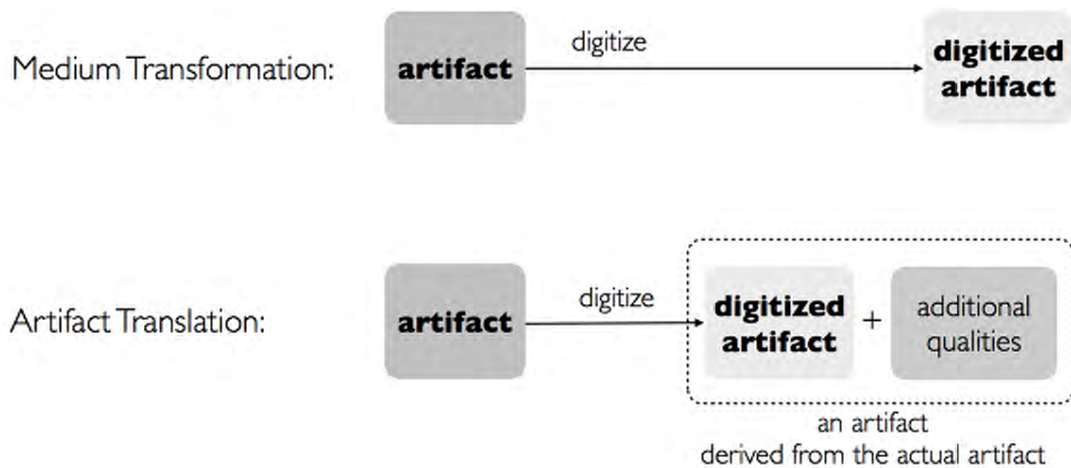 Medium Transformation:
artifact
digitize
digitized
artifact
Artifact Translation:
artifact
digitize
digitized
artifact
+
additional
qualities
an artifact
derived from the actual artifact